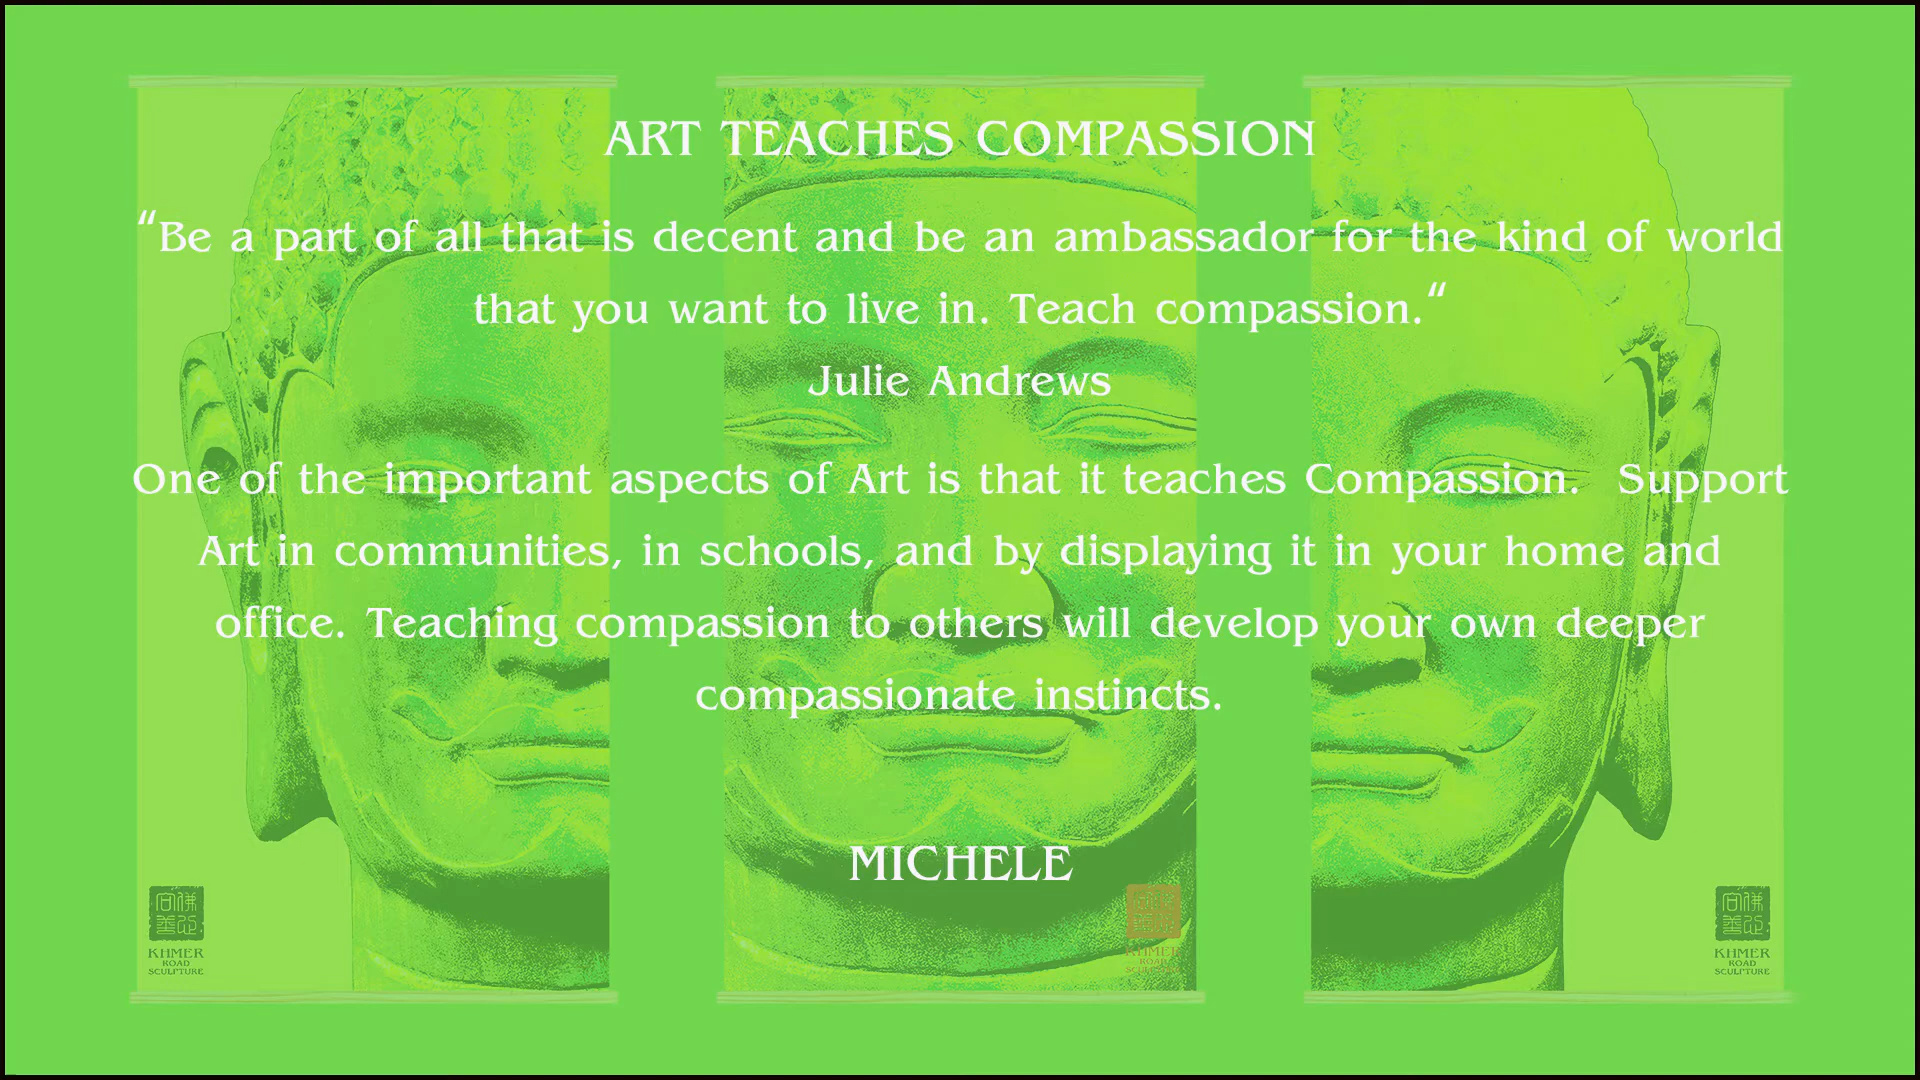 ART TEACHES COMPASSION
“Be a part of all that is decent and be an ambassador for the kind of world
that you want to live in. Teach compassion.“
Julie Andrews
One of the important aspects of Art is that it teaches Compassion.  Support
Art in communities, in schools, and by displaying it in your home and
office. Teaching compassion to others will develop your own deeper
compassionate instincts.
MICHELE
KHMER
ROAD
SCULPTURE
KHMER
ROAD
SCULPTURE
KHMER
ROAD
SCULPTURE